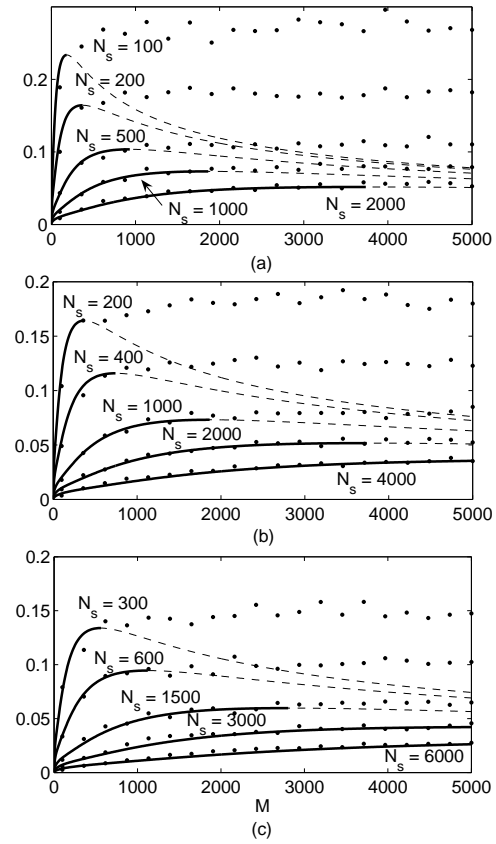 0.2
0.1
0
N_s = 100
N_s = 200
N_s = 500
N_s = 1000
N_s = 2000
0 1000 2000 3000 4000 5000
(a)
0.2
0.15
0.1
0.05
0
N_s = 200
N_s = 400
N_s = 1000
N_s = 2000
N_s = 4000
0 1000 2000 3000 4000 5000
(b)
0.2
0.15
0.1
0.05
0
N_s = 300
N_s = 600
N_s = 1500
N_s = 3000
N_s = 6000
0 1000 2000 3000 4000 5000
M
(c)